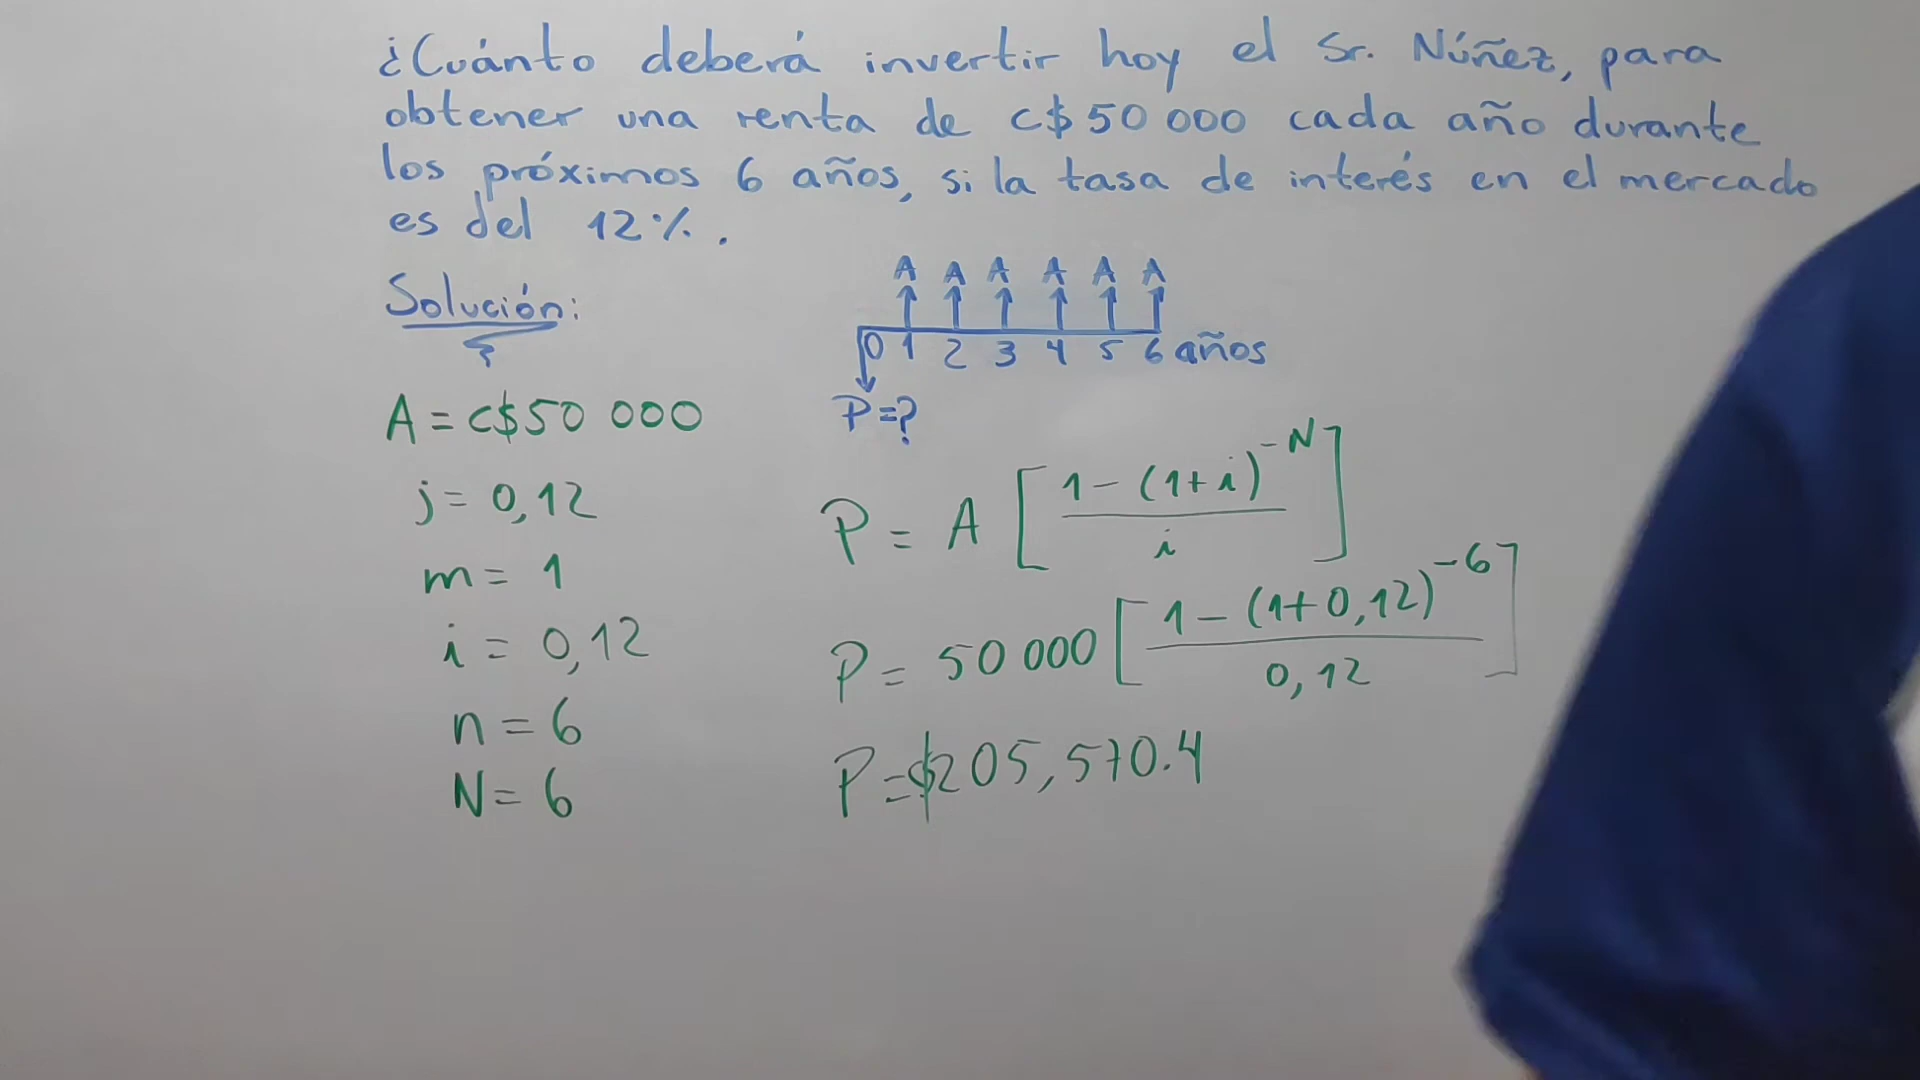 ¿Cuánto deberá invertir hoy el Sr. Núñez, para
obtener una renta de C$50 000 cada año durante
los próximos 6 años, si la tasa de interés en el mercado
es del 12%.
Solución:
A A A A A A
0 1 2 3 4 5 6 años
P=?
A = C$50 000
j = 0,12
m = 1
i = 0,12
n = 6
N = 6
P = A [ 1 - (1+i)^-N / i ]
P = 50 000 [ 1 - (1+0,12)^-6 / 0,12 ]
P = $205,570.4